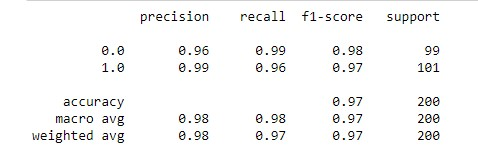 precision recall f1-score support
0.0 0.96 0.99 0.98 99
1.0 0.99 0.96 0.97 101
accuracy 0.97 200
macro avg 0.98 0.98 0.97 200
weighted avg 0.98 0.97 0.97 200